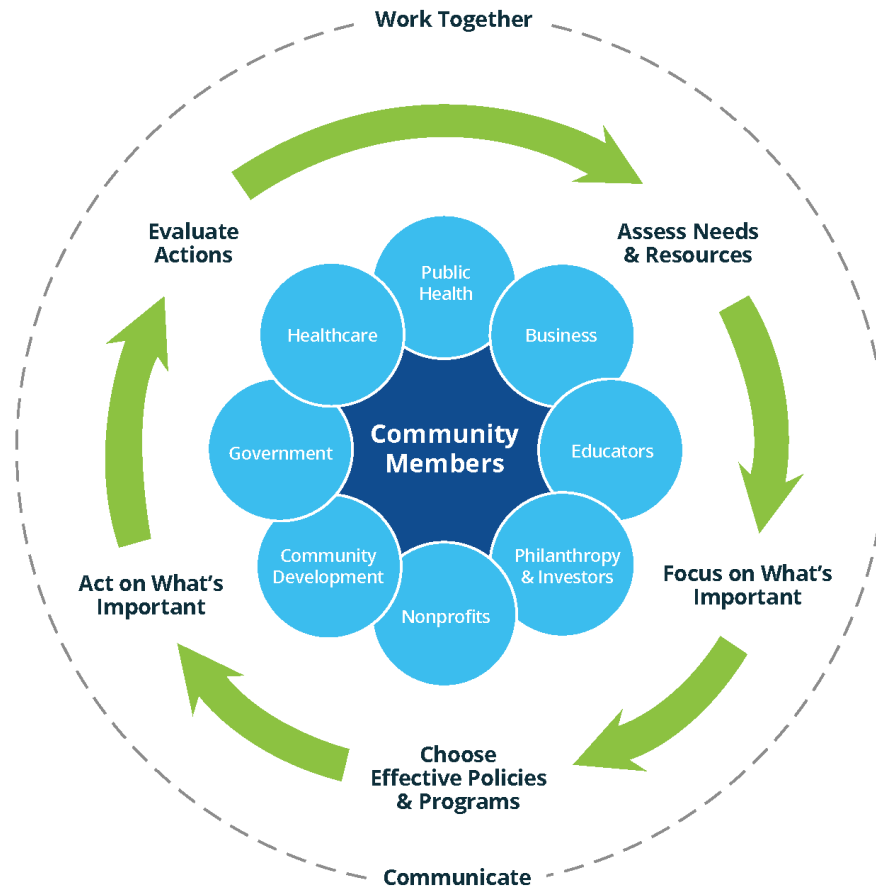 Work Together
Evaluate
Actions
Assess Needs
& Resources
Public
Health
Healthcare
Business
Community
Members
Government
Educators
Community
Development
Philanthropy
& Investors
Nonprofits
Act on What’s
Important
Focus on What’s
Important
Choose
Effective Policies
& Programs
Communicate